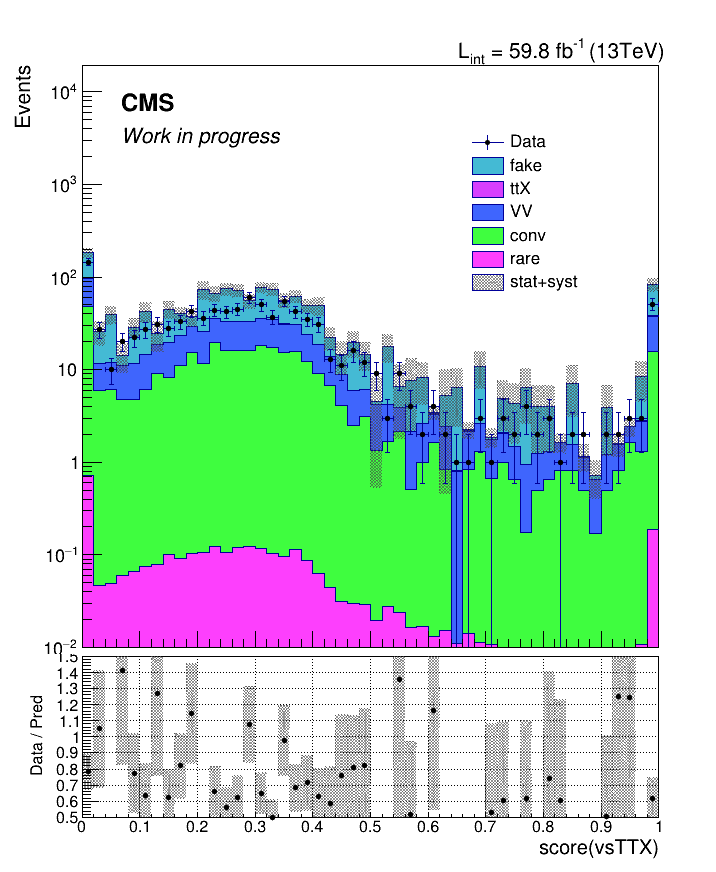 L_int = 59.8 fb^-1 (13TeV)
Events
CMS
Work in progress
Data
fake
ttX
VV
conv
rare
stat+syst
10^4
10^3
10^2
10
1
10^-1
10^-2
Data / Pred
1.5
1.4
1.3
1.2
1.1
1
0.9
0.8
0.7
0.6
0.5
0 0.1 0.2 0.3 0.4 0.5 0.6 0.7 0.8 0.9 1
score(vsTTX)